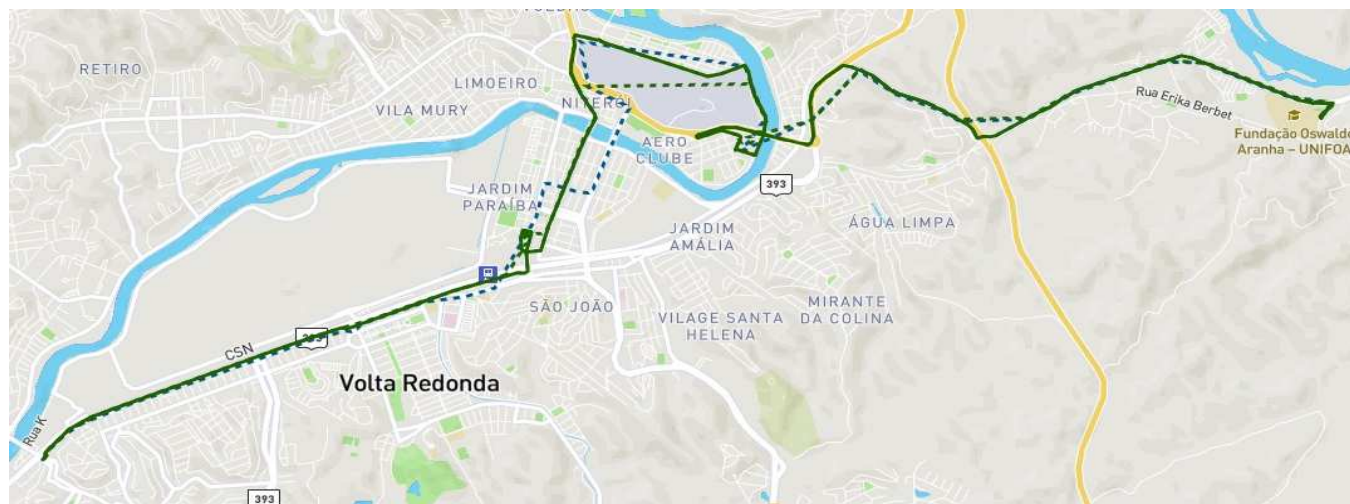 RETIRO
LIMOEIRO
VILA MURY
NITERÓI
AERO
CLUBE
Rua Erika Berbet
Fundação Oswaldo
Aranha – UNIFOA
393
JARDIM
PARAÍBA
JARDIM
AMÁLIA
ÁGUA LIMPA
SÃO JOÃO
VILAGE SANTA
HELENA
MIRANTE
DA COLINA
CSN
393
Volta Redonda
Rua K
393